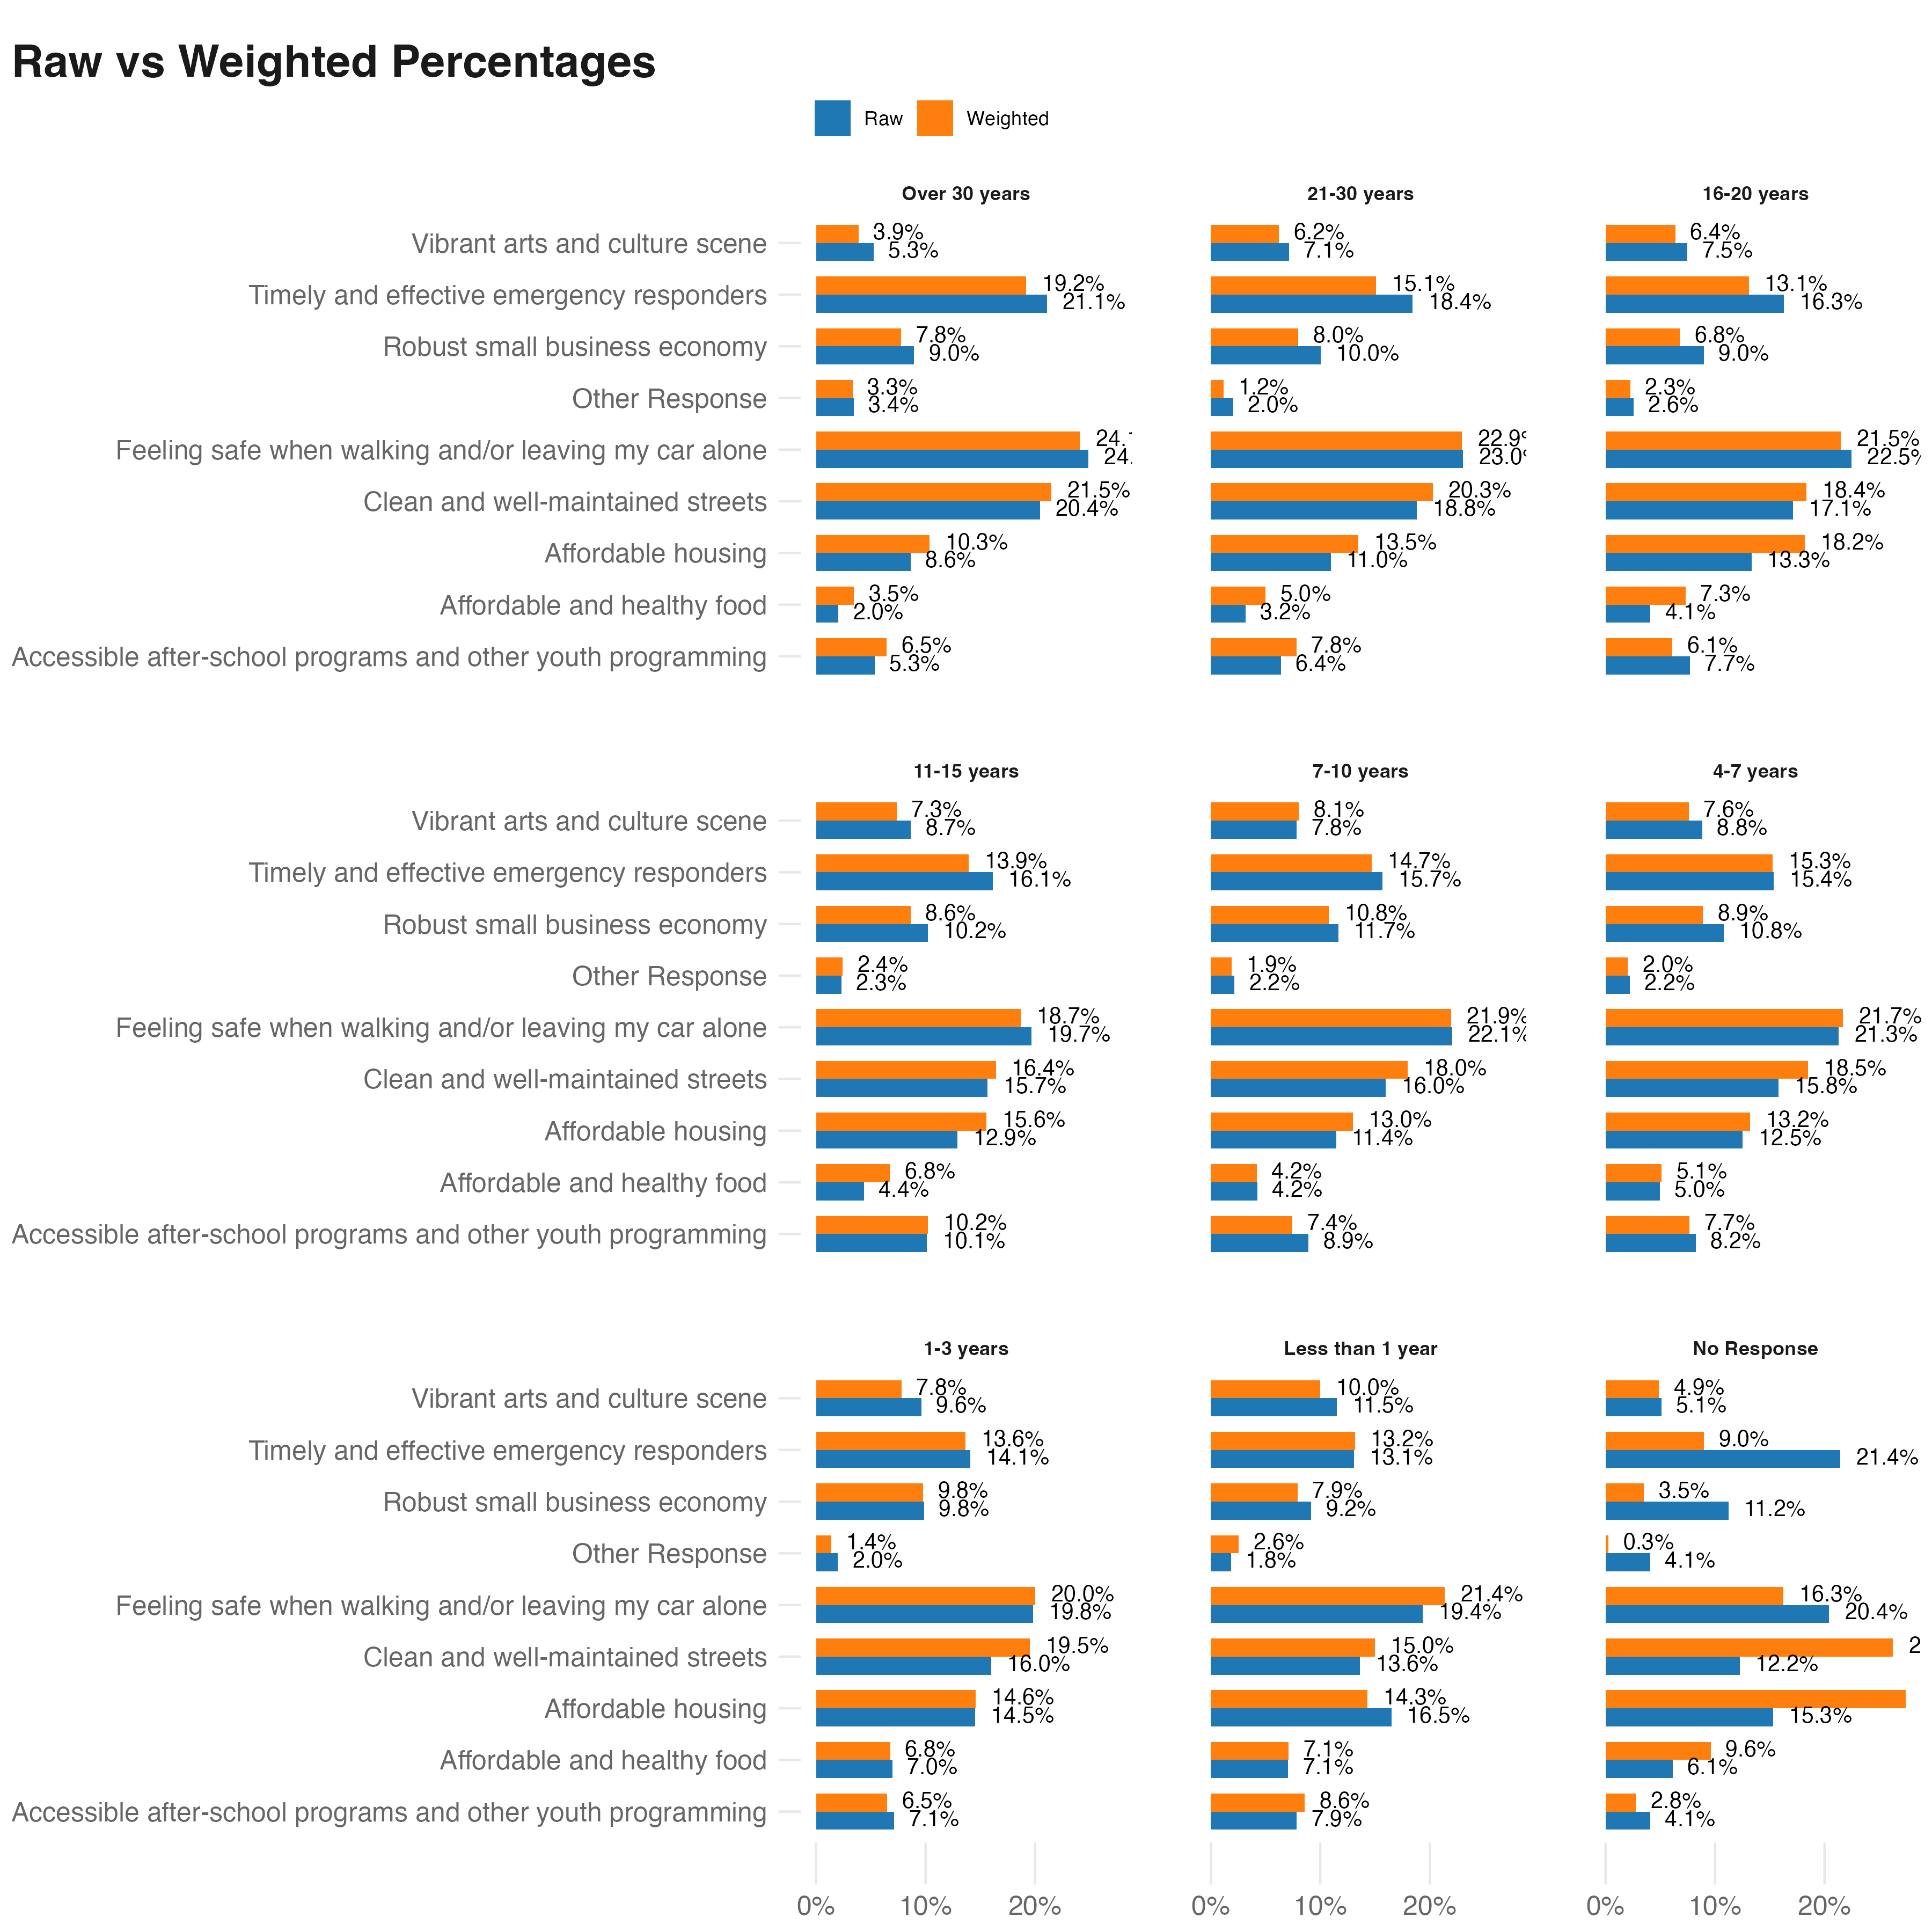 Raw vs Weighted Percentages
Raw Weighted
Over 30 years 21-30 years 16-20 years
Vibrant arts and culture scene 3.9% 5.3% 6.2% 7.1% 6.4% 7.5%
Timely and effective emergency responders 19.2% 21.1% 15.1% 18.4% 13.1% 16.3%
Robust small business economy 7.8% 9.0% 8.0% 10.0% 6.8% 9.0%
Other Response 3.3% 3.4% 1.2% 2.0% 2.3% 2.6%
Feeling safe when walking and/or leaving my car alone 24. 24. 22.9% 23.0% 21.5% 22.5%
Clean and well-maintained streets 21.5% 20.4% 20.3% 18.8% 18.4% 17.1%
Affordable housing 10.3% 8.6% 13.5% 11.0% 18.2% 13.3%
Affordable and healthy food 3.5% 2.0% 5.0% 3.2% 7.3% 4.1%
Accessible after-school programs and other youth programming 6.5% 5.3% 7.8% 6.4% 6.1% 7.7%
11-15 years 7-10 years 4-7 years
Vibrant arts and culture scene 7.3% 8.7% 8.1% 7.8% 7.6% 8.8%
Timely and effective emergency responders 13.9% 16.1% 14.7% 15.7% 15.3% 15.4%
Robust small business economy 8.6% 10.2% 10.8% 11.7% 8.9% 10.8%
Other Response 2.4% 2.3% 1.9% 2.2% 2.0% 2.2%
Feeling safe when walking and/or leaving my car alone 18.7% 19.7% 21.9% 22.1% 21.7% 21.3%
Clean and well-maintained streets 16.4% 15.7% 18.0% 16.0% 18.5% 15.8%
Affordable housing 15.6% 12.9% 13.0% 11.4% 13.2% 12.5%
Affordable and healthy food 6.8% 4.4% 4.2% 4.2% 5.1% 5.0%
Accessible after-school programs and other youth programming 10.2% 10.1% 7.4% 8.9% 7.7% 8.2%
1-3 years Less than 1 year No Response
Vibrant arts and culture scene 7.8% 9.6% 10.0% 11.5% 4.9% 5.1%
Timely and effective emergency responders 13.6% 14.1% 13.2% 13.1% 9.0% 21.4%
Robust small business economy 9.8% 9.8% 7.9% 9.2% 3.5% 11.2%
Other Response 1.4% 2.0% 2.6% 1.8% 0.3% 4.1%
Feeling safe when walking and/or leaving my car alone 20.0% 19.8% 21.4% 19.4% 16.3% 20.4%
Clean and well-maintained streets 19.5% 16.0% 15.0% 13.6% 2 12.2%
Affordable housing 14.6% 14.5% 14.3% 16.5% 15.3%
Affordable and healthy food 6.8% 7.0% 7.1% 7.1% 9.6% 6.1%
Accessible after-school programs and other youth programming 6.5% 7.1% 8.6% 7.9% 2.8% 4.1%
0% 10% 20% 0% 10% 20% 0% 10% 20%